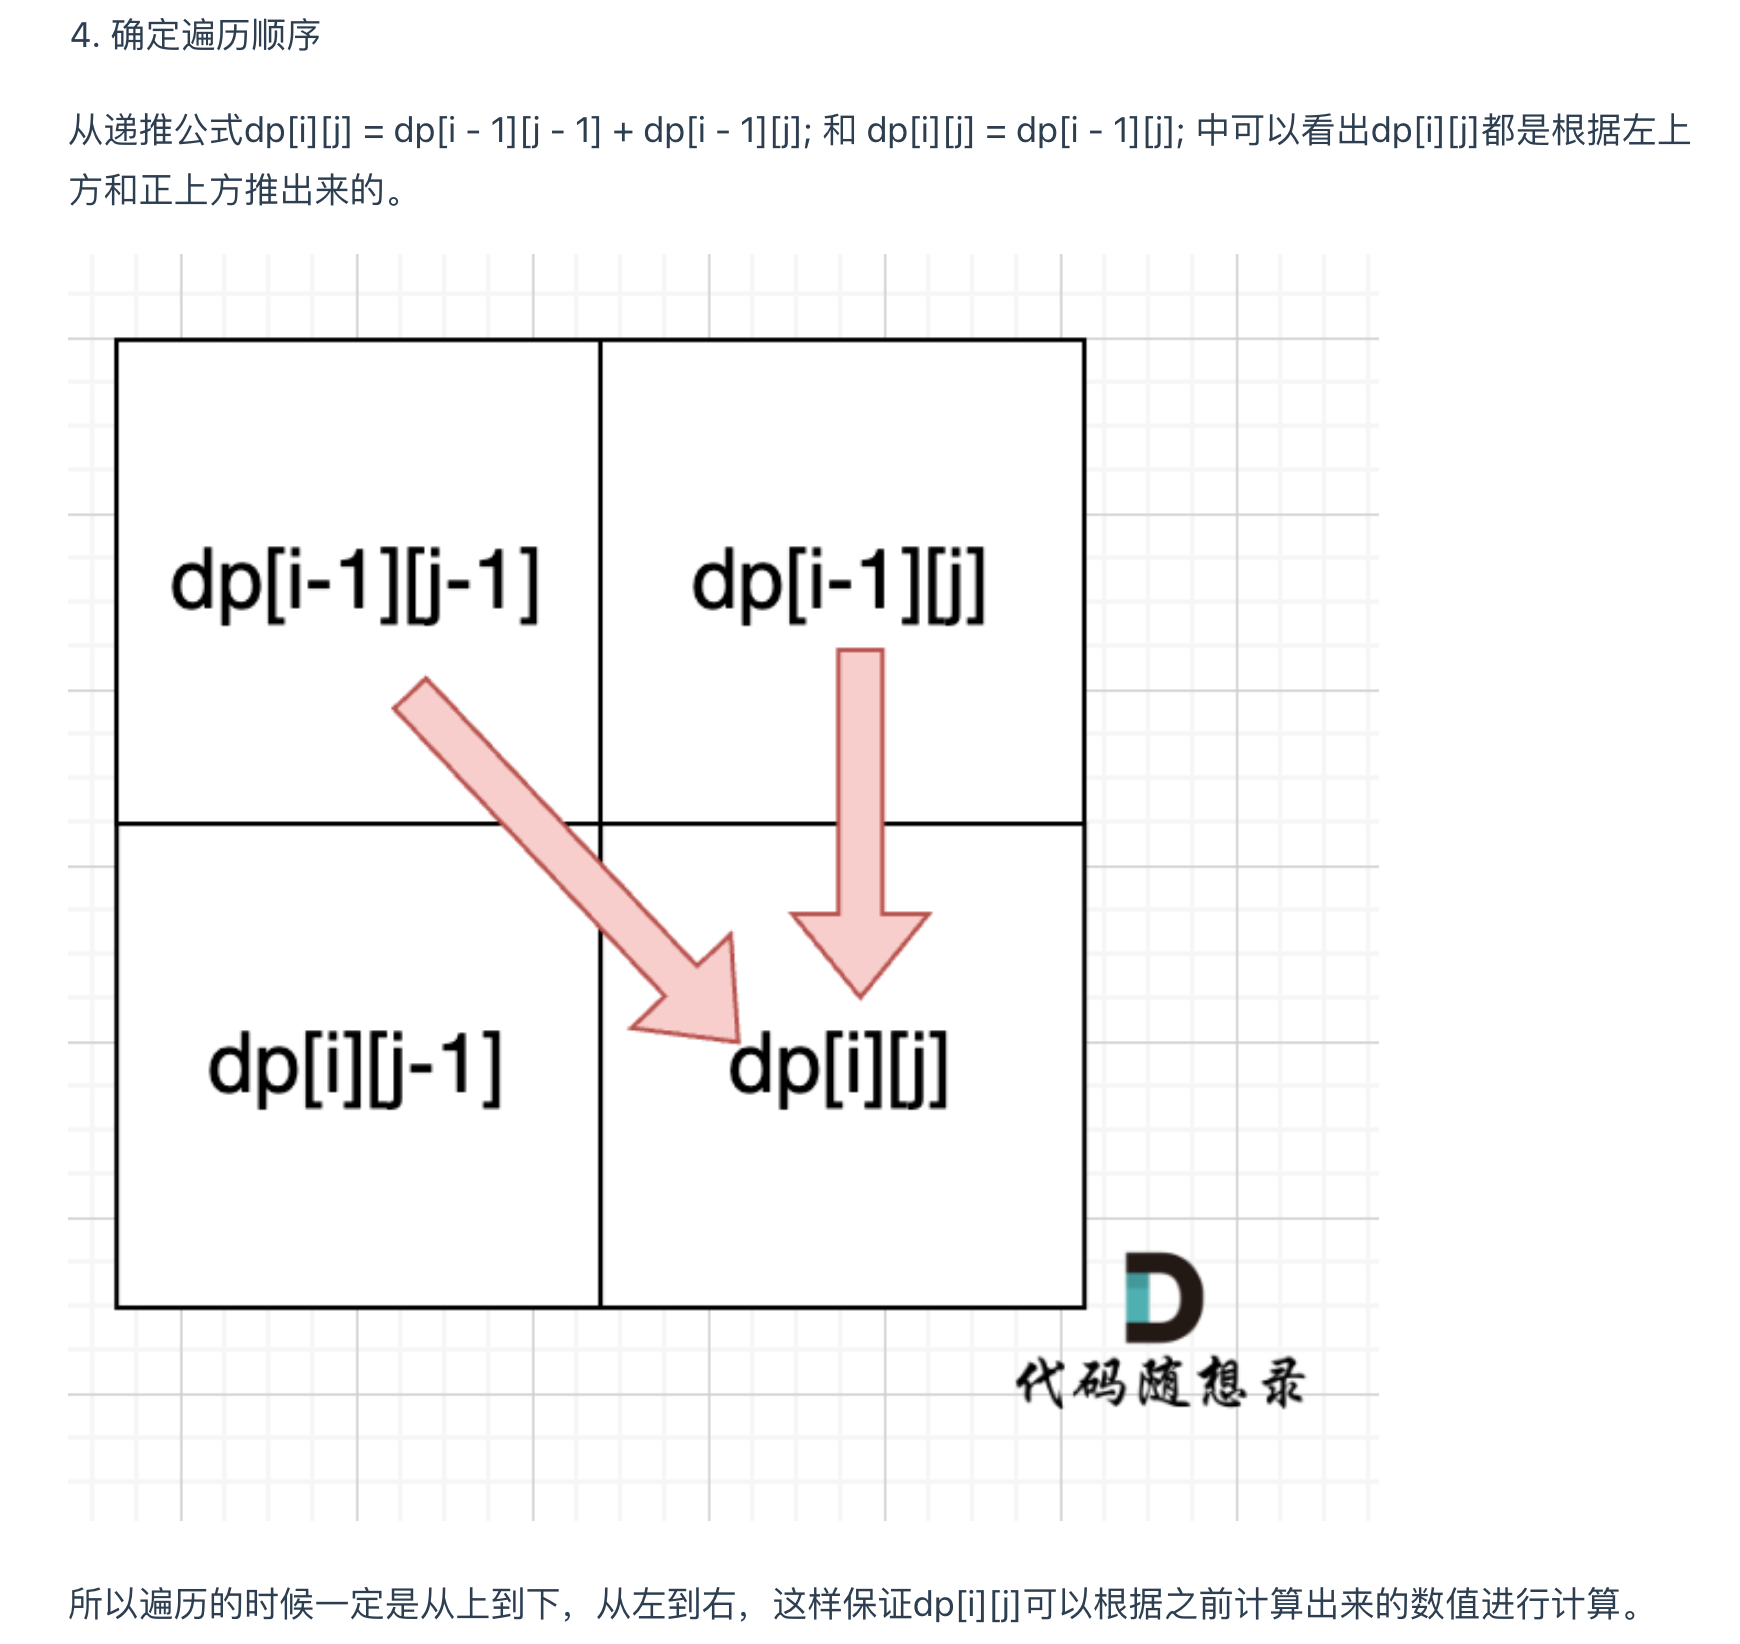 4. 确定遍历顺序
从递推公式dp[i][j] = dp[i - 1][j - 1] + dp[i - 1][j]; 和 dp[i][j] = dp[i - 1][j]; 中可以看出dp[i][j]都是根据左上
方和正上方推出来的。
dp[i-1][j-1] dp[i-1][j]
dp[i][j-1] dp[i][j]
代码随想录
所以遍历的时候一定是从上到下，从左到右，这样保证dp[i][j]可以根据之前计算出来的数值进行计算。